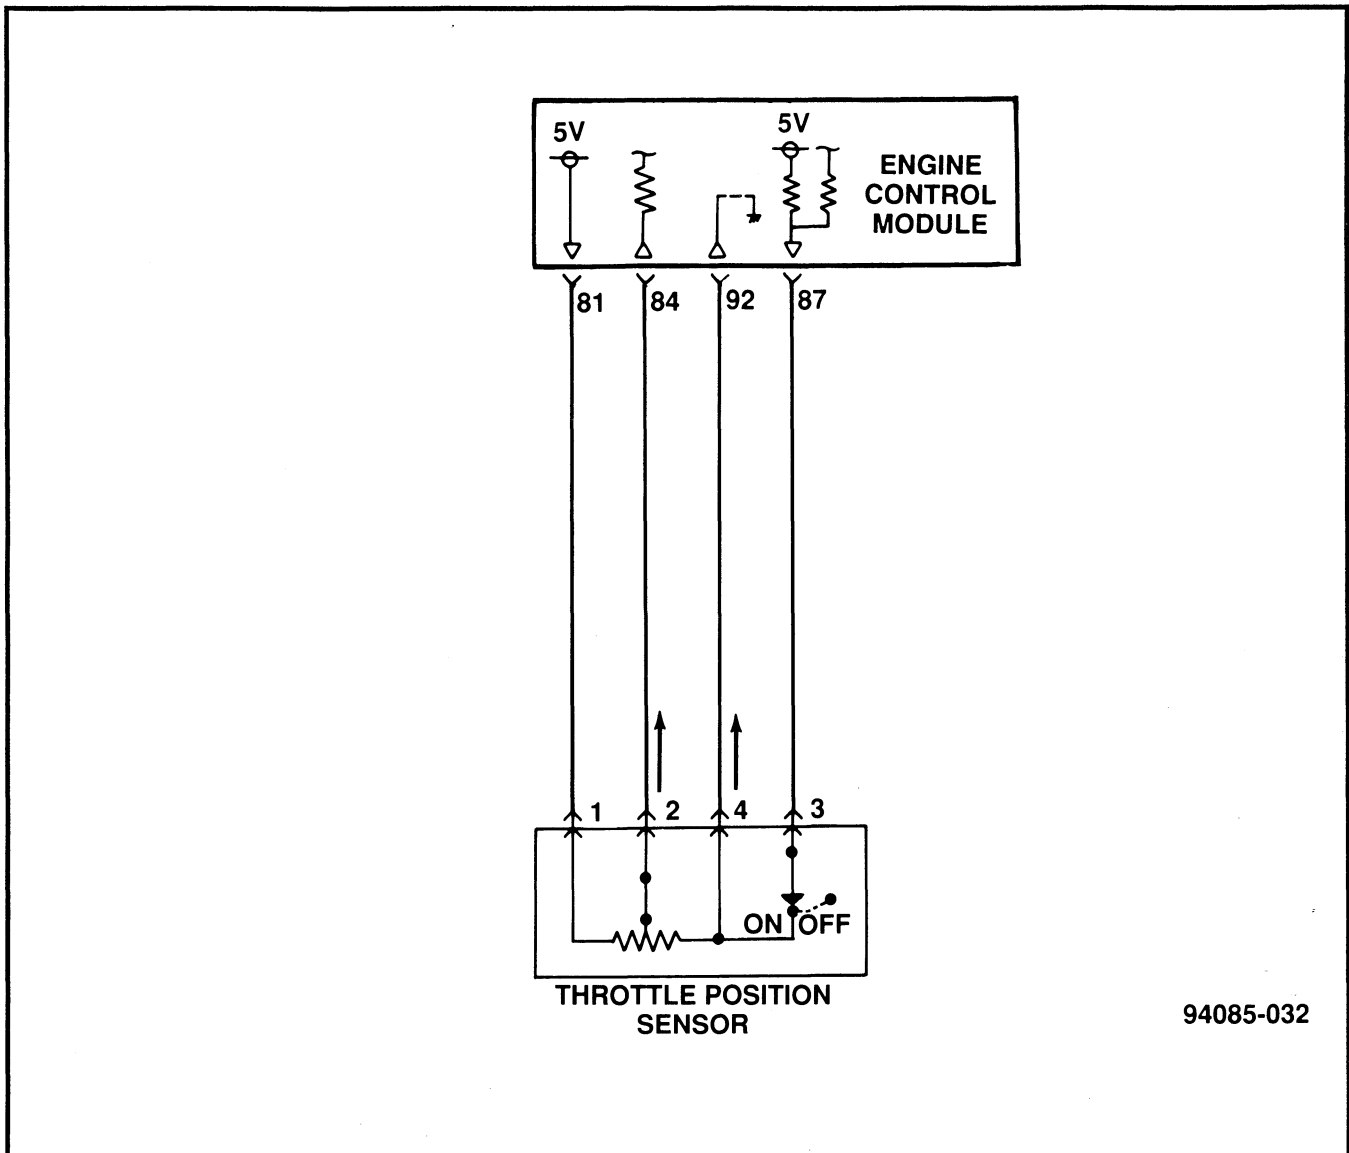 5V
5V
ENGINE
CONTROL
MODULE
81
84
92
87
1
2
4
3
ON
OFF
THROTTLE POSITION
SENSOR
94085-032